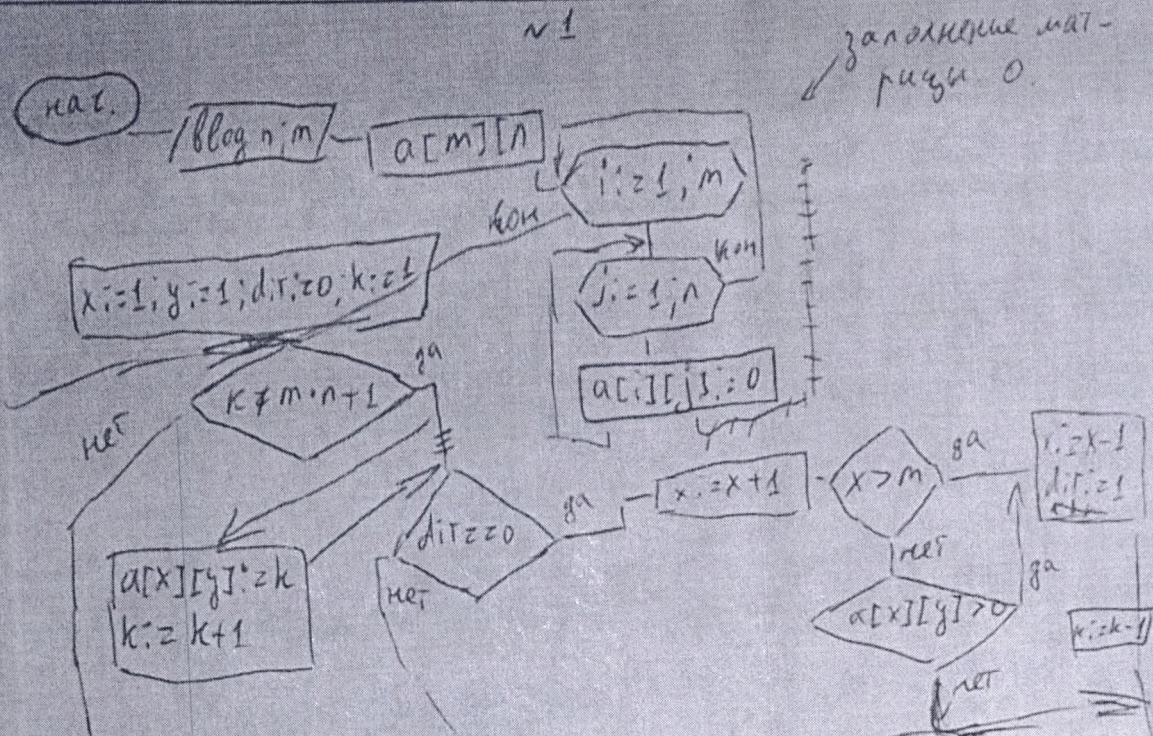 №1
заполнение мат-
рицы 0.
нач.
ввод n; m
a[m][n
i:=1; m
кон
j:=1; n
кон
a[i][j]:=0
x:=1; y:=1; dir:=0; k:=1
k≠m·n+1
да
нет
a[x][y]:=k
k:=k+1
dir==0
да
нет
x:=x+1
x>m
да
нет
x:=x-1
dir:=1
a[x][y]>0
да
нет
k:=k-1